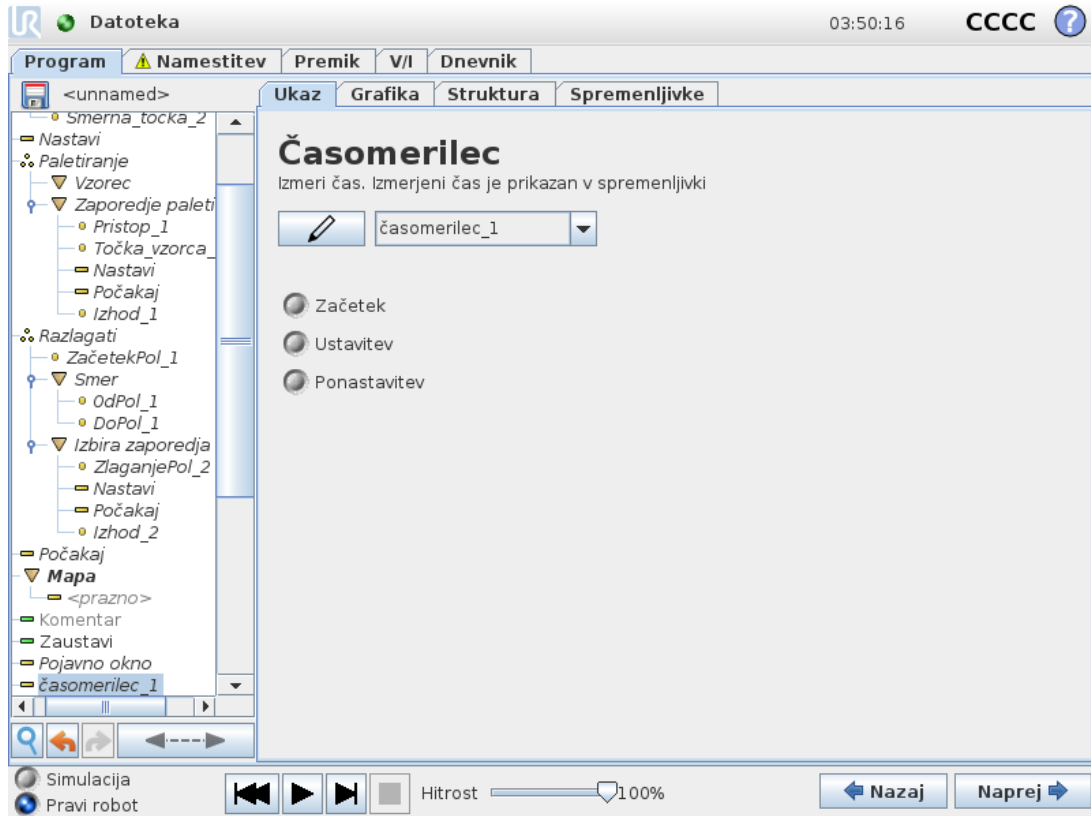 UR Datoteka 03:50:16 CCCC ?
Program Namestitev Premik V/I Dnevnik
<unnamed>
Ukaz Grafika Struktura Spremenljivke
Smerna_točka_2
Nastavi
Paletiranje
Vzorec
Zaporedje paleti
Pristop_1
Točka_vzorca_
Nastavi
Počakaj
Izhod_1
Razlagati
ZačetekPol_1
Smer
OdPol_1
DoPol_1
Izbira zaporedja
ZlaganjePol_2
Nastavi
Počakaj
Izhod_2
Počakaj
Mapa
<prazno>
Komentar
Zaustavi
Pojavno okno
časomerilec_1
Časomerilec
Izmeri čas. Izmerjeni čas je prikazan v spremenljivki
časomerilec_1
Začetek
Ustavitev
Ponastavitev
Simulacija
Pravi robot
Hitrost 100%
Nazaj Naprej